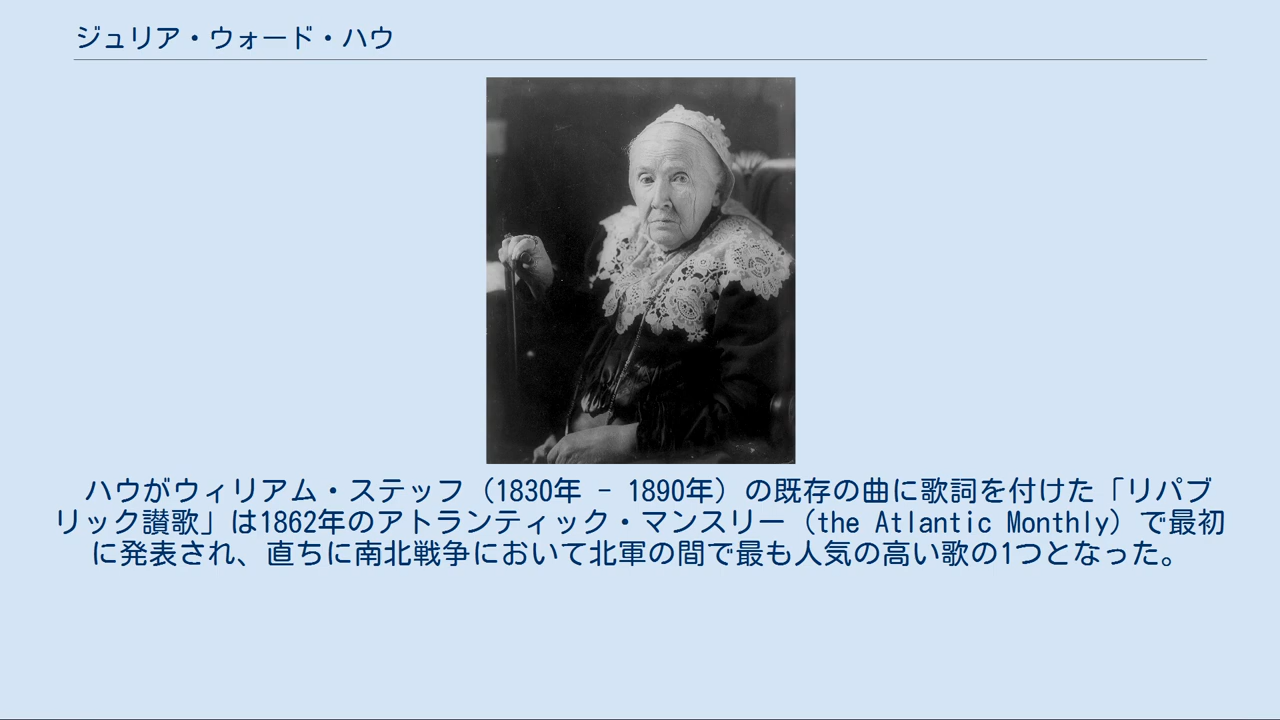 ジュリア・ウォード・ハウ
ハウがウィリアム・ステッフ（1830年 - 1890年）の既存の曲に歌詞を付けた「リパブ
リック讃歌」は1862年のアトランティック・マンスリー（the Atlantic Monthly）で最初
に発表され、直ちに南北戦争において北軍の間で最も人気の高い歌の1つとなった。